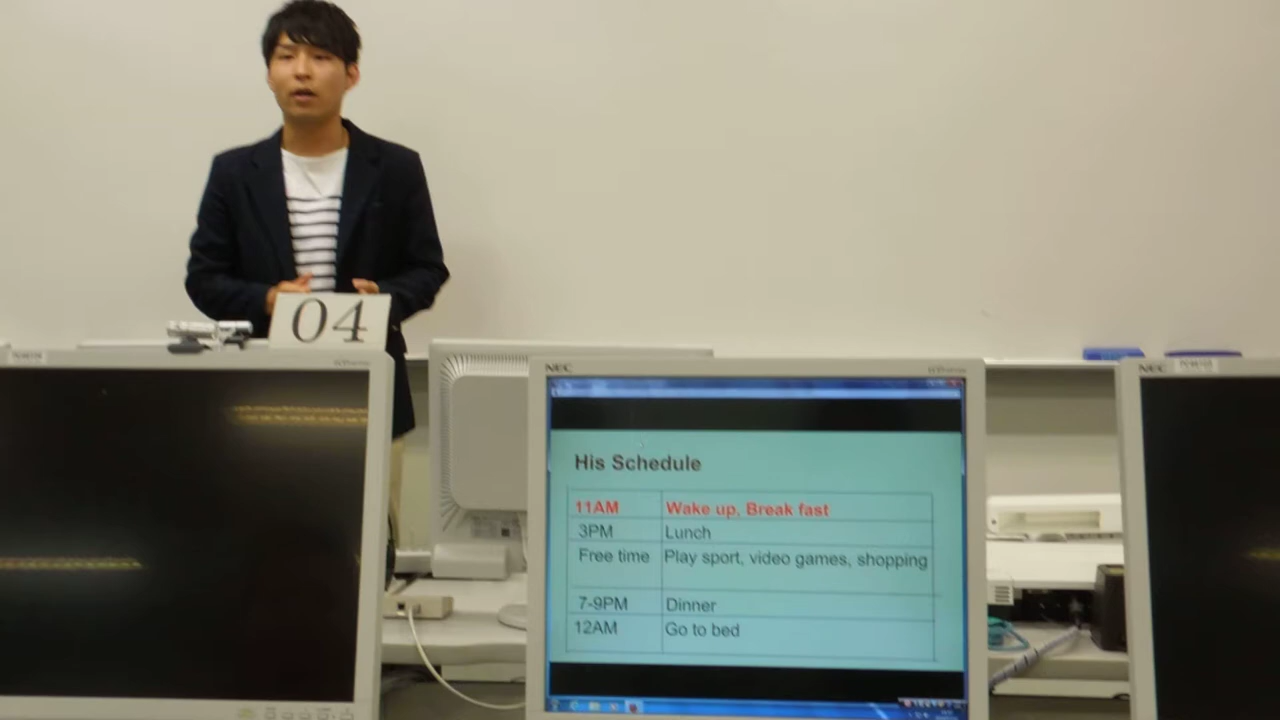 04
NEC
NEC
His Schedule
11AM Wake up, Break fast
3PM Lunch
Free time Play sport, video games, shopping
7-9PM Dinner
12AM Go to bed